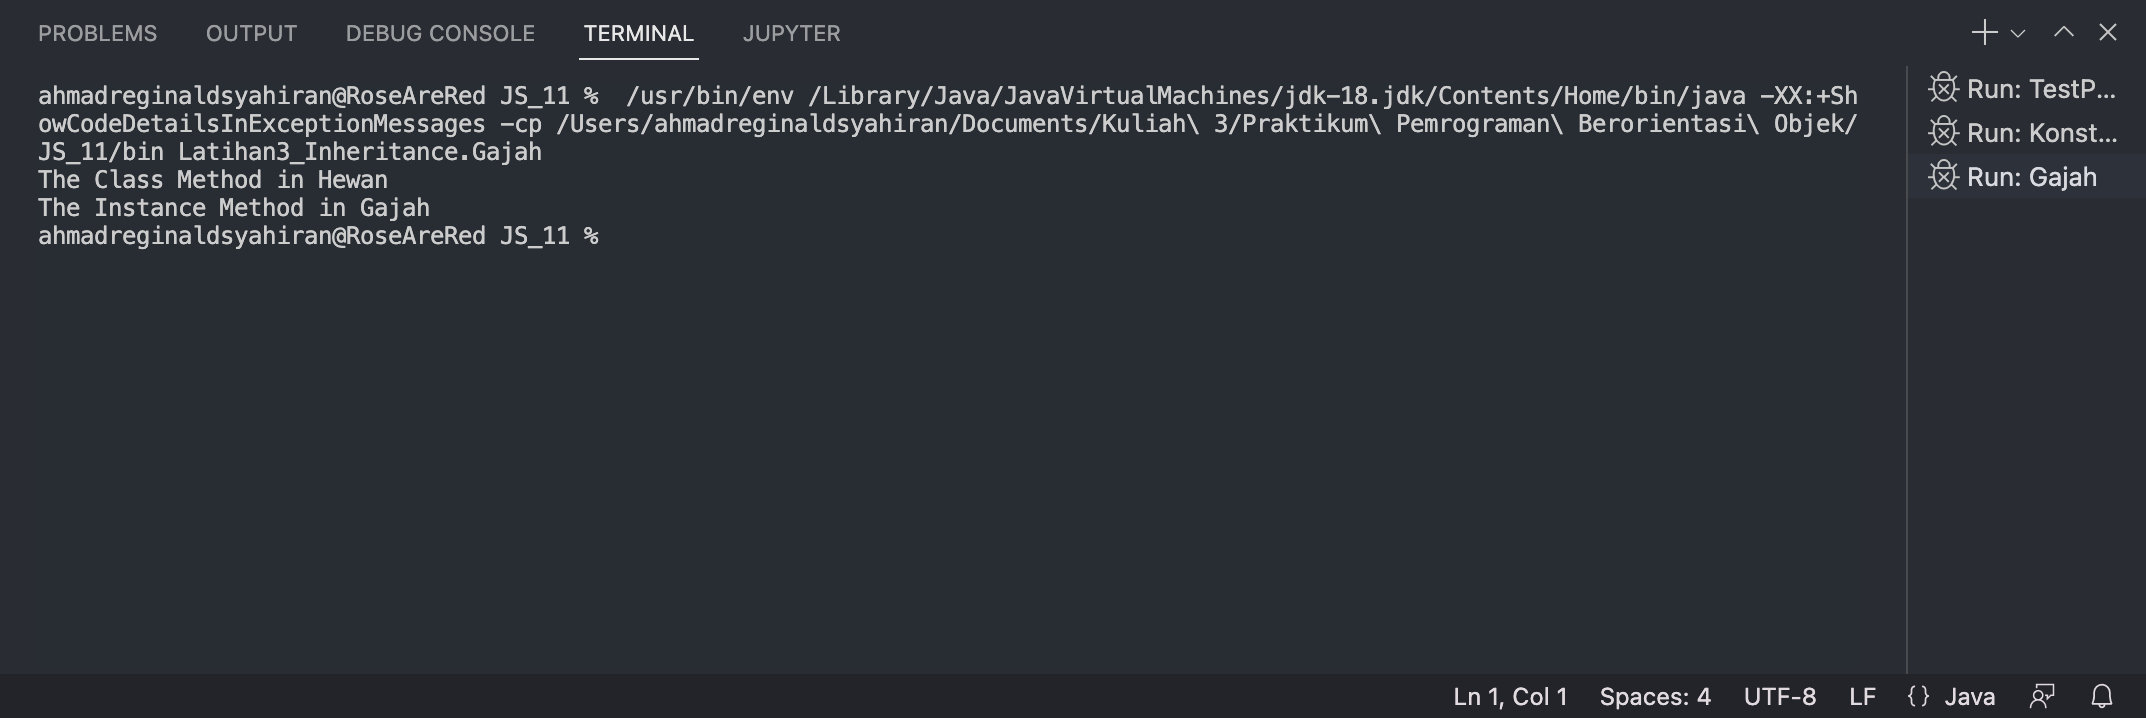 PROBLEMS OUTPUT DEBUG CONSOLE TERMINAL JUPYTER
ahmadreginaldsyahiran@RoseAreRed JS_11 %  /usr/bin/env /Library/Java/JavaVirtualMachines/jdk-18.jdk/Contents/Home/bin/java -XX:+Sh
owCodeDetailsInExceptionMessages -cp /Users/ahmadreginaldsyahiran/Documents/Kuliah\ 3/Praktikum\ Pemrograman\ Berorientasi\ Objek/
JS_11/bin Latihan3_Inheritance.Gajah
The Class Method in Hewan
The Instance Method in Gajah
ahmadreginaldsyahiran@RoseAreRed JS_11 %
Run: TestP...
Run: Konst...
Run: Gajah
Ln 1, Col 1 Spaces: 4 UTF-8 LF {} Java